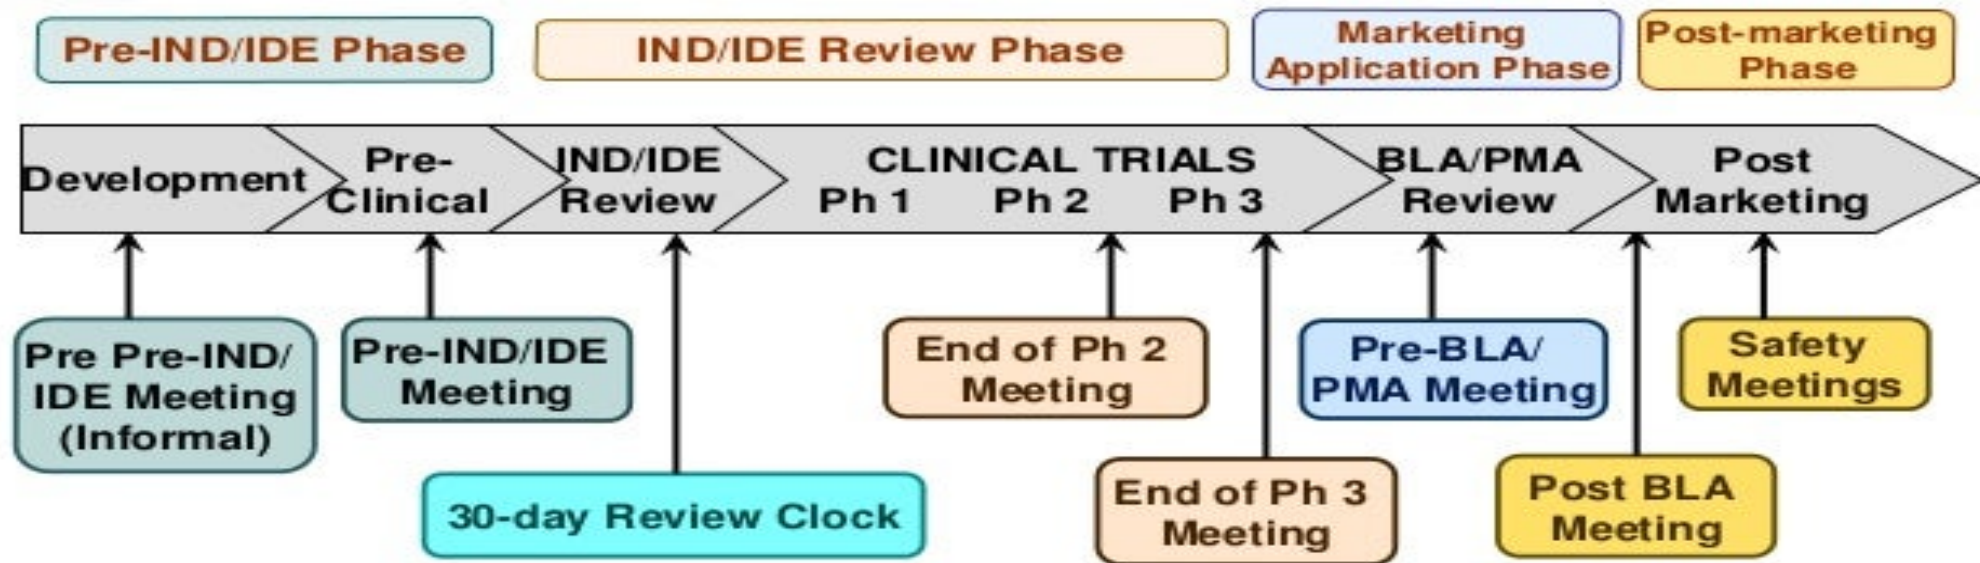 Pre-IND/IDE Phase
IND/IDE Review Phase
Marketing
Application Phase
Post-marketing
Phase
Development
Pre-
Clinical
IND/IDE
Review
CLINICAL TRIALS
Ph 1 Ph 2 Ph 3
BLA/PMA
Review
Post
Marketing
Pre Pre-IND/
IDE Meeting
(Informal)
Pre-IND/IDE
Meeting
30-day Review Clock
End of Ph 2
Meeting
End of Ph 3
Meeting
Pre-BLA/
PMA Meeting
Post BLA
Meeting
Safety
Meetings